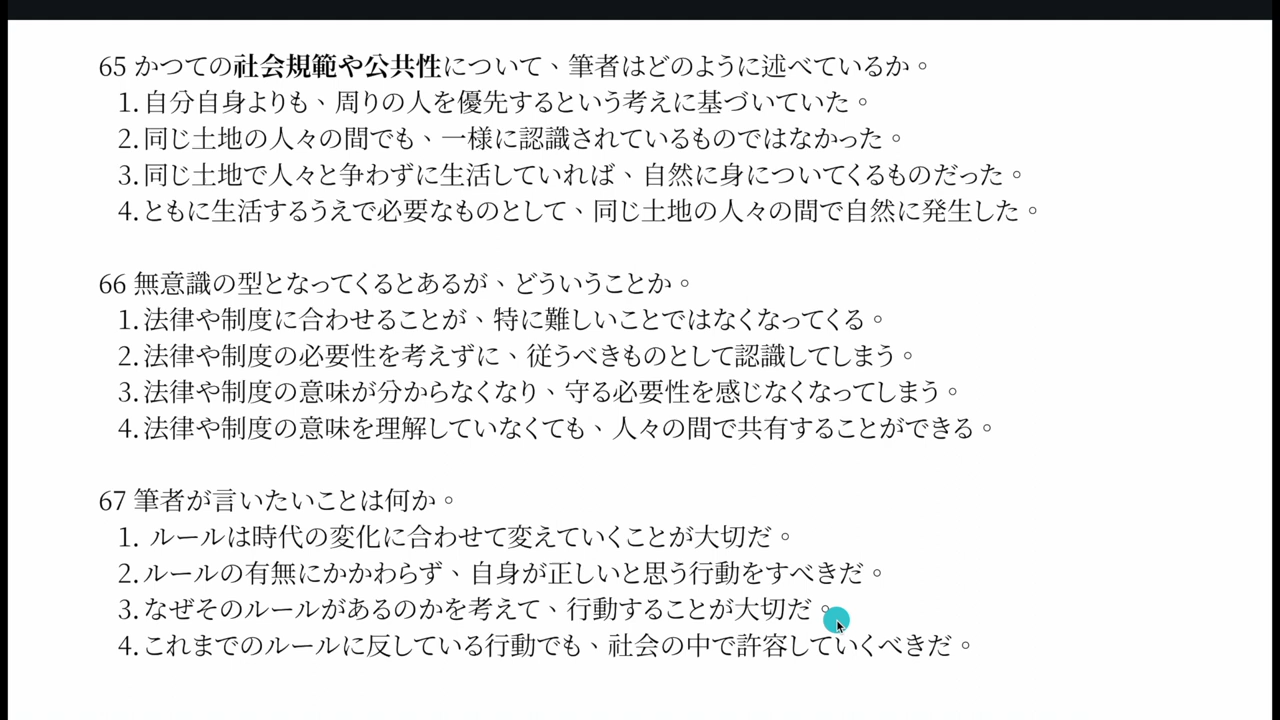 65 かつての社会規範や公共性について、筆者はどのように述べているか。
1. 自分自身よりも、周りの人を優先するという考えに基づいていた。
2. 同じ土地の人々の間でも、一様に認識されているものではなかった。
3. 同じ土地で人々と争わずに生活していれば、自然に身についてくるものだった。
4. ともに生活するうえで必要なものとして、同じ土地の人々の間で自然に発生した。
66 無意識の型となってくるとあるが、どういうことか。
1. 法律や制度に合わせることが、特に難しいことではなくなってくる。
2. 法律や制度の必要性を考えずに、従うべきものとして認識してしまう。
3. 法律や制度の意味が分からなくなり、守る必要性を感じなくなってしまう。
4. 法律や制度の意味を理解していなくても、人々の間で共有することができる。
67 筆者が言いたいことは何か。
1. ルールは時代の変化に合わせて変えていくことが大切だ。
2. ルールの有無にかかわらず、自身が正しいと思う行動をすべきだ。
3. なぜそのルールがあるのかを考えて、行動することが大切だ。
4. これまでのルールに反している行動でも、社会の中で許容していくべきだ。